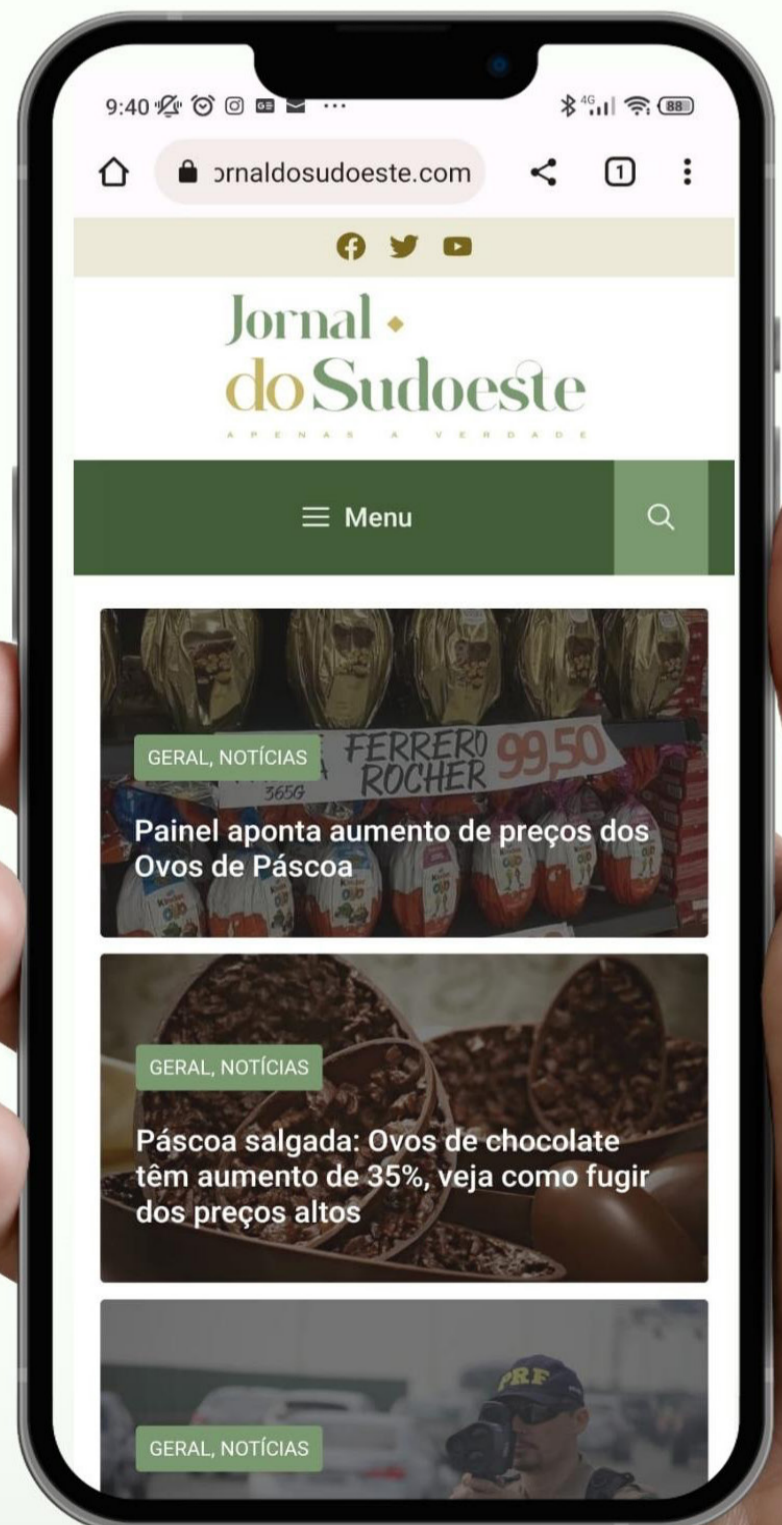 9:40
4G
88
ornaldosudoeste.com
1
Jornal
do Sudoeste
APENAS A VERDADE
Menu
FERRERO 99,50
ROCHER
365G
GERAL, NOTÍCIAS
Painel aponta aumento de preços dos
Ovos de Páscoa
GERAL, NOTÍCIAS
Páscoa salgada: Ovos de chocolate
têm aumento de 35%, veja como fugir
dos preços altos
PRF
GERAL, NOTÍCIAS